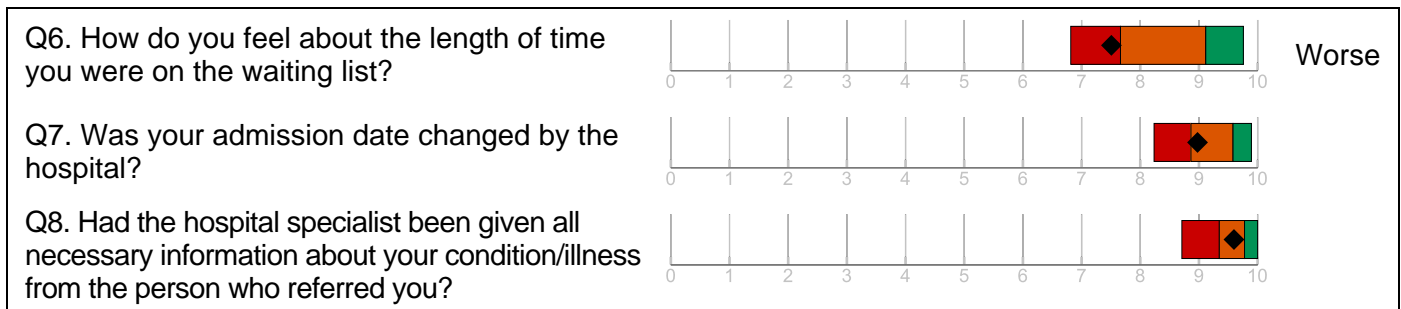 Q6. How do you feel about the length of time
you were on the waiting list?
Worse
0 1 2 3 4 5 6 7 8 9 10
Q7. Was your admission date changed by the
hospital?
0 1 2 3 4 5 6 7 8 9 10
Q8. Had the hospital specialist been given all
necessary information about your condition/illness
from the person who referred you?
0 1 2 3 4 5 6 7 8 9 10